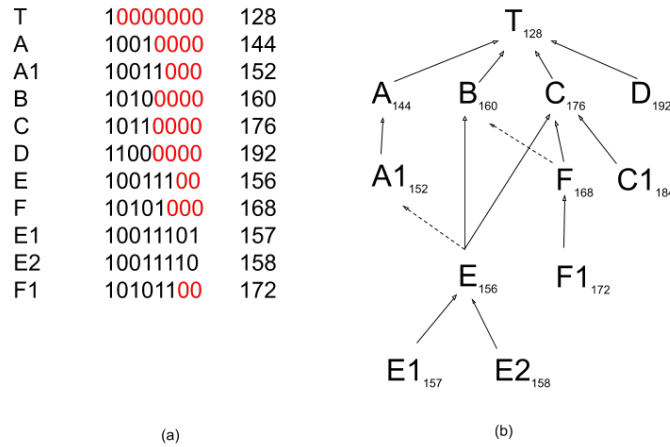 T 10000000 128
A 10010000 144
A1 10011000 152
B 10100000 160
C 10110000 176
D 11000000 192
E 10011100 156
F 10101000 168
E1 10011101 157
E2 10011110 158
F1 10101100 172
(a)
T128
A144 B160 C176 D192
A1152 F168 C1184
E156 F1172
E1157 E2158
(b)